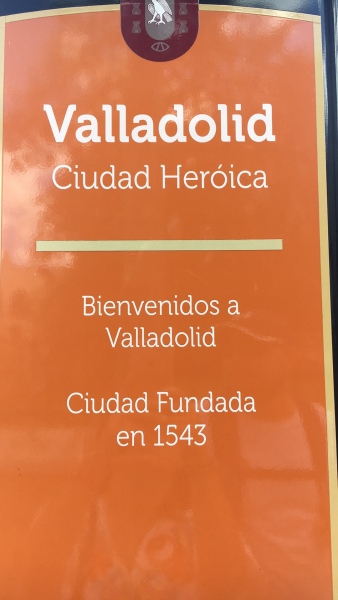 Valladolid
Ciudad Heróica
Bienvenidos a
Valladolid
Ciudad Fundada
en 1543